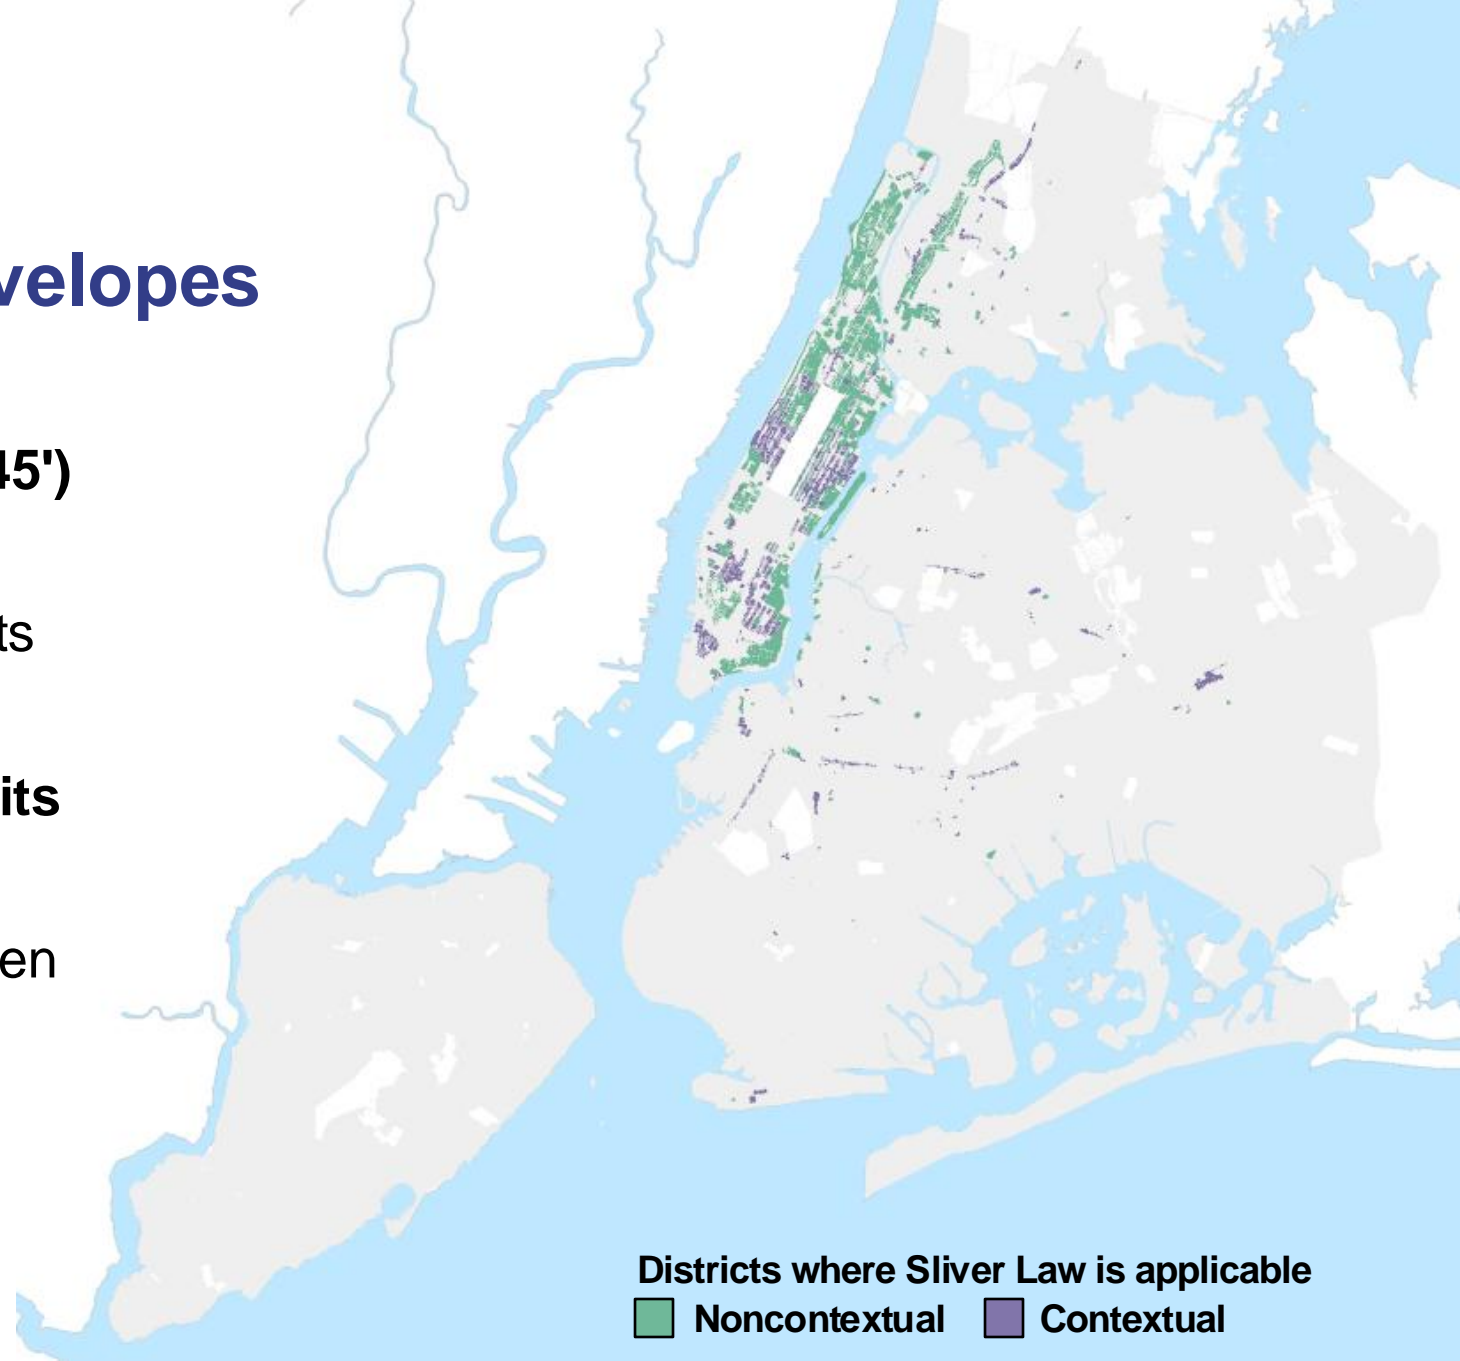 velopes
45')
ts
its
en
Districts where Sliver Law is applicable
Noncontextual Contextual